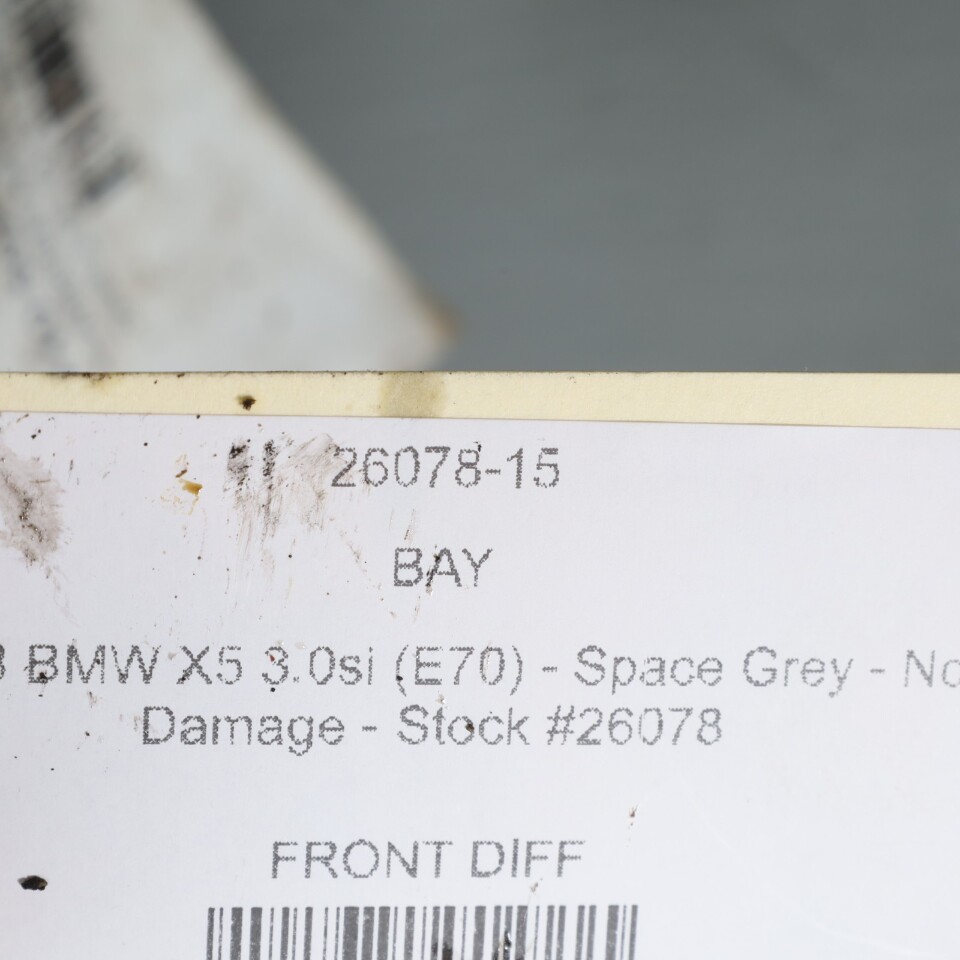 26078-15
BAY
BMW X5 3.0si (E70) - Space Grey - No
Damage - Stock #26078
FRONT DIFF